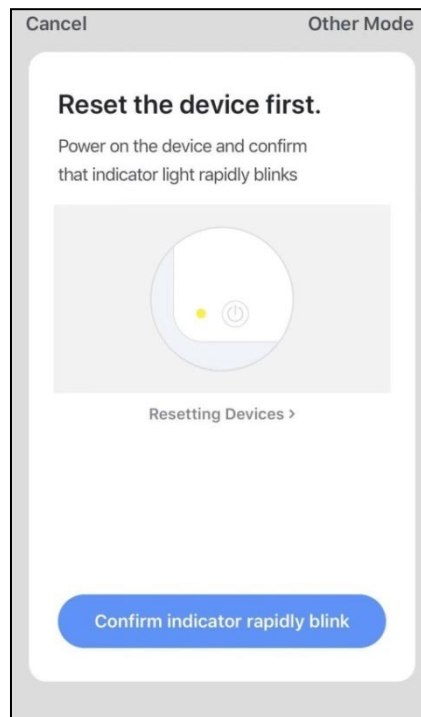 Cancel
Other Mode
Reset the device first.
Power on the device and confirm
that indicator light rapidly blinks
Resetting Devices >
Confirm indicator rapidly blink